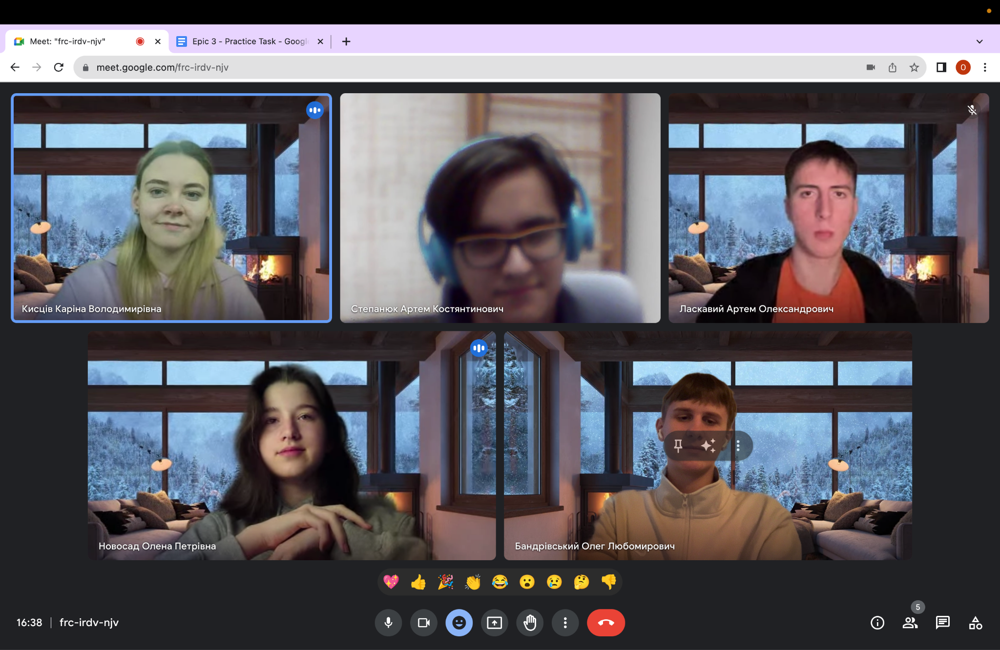 Meet: "frc-irdv-njv"
Epic 3 - Practice Task - Googl
meet.google.com/frc-irdv-njv
O
Кисців Каріна Володимирівна
Степанюк Артем Костянтинович
Ласкавий Артем Олександрович
Новосад Олена Петрівна
Бандрівський Олег Любомирович
16:38 | frc-irdv-njv
5